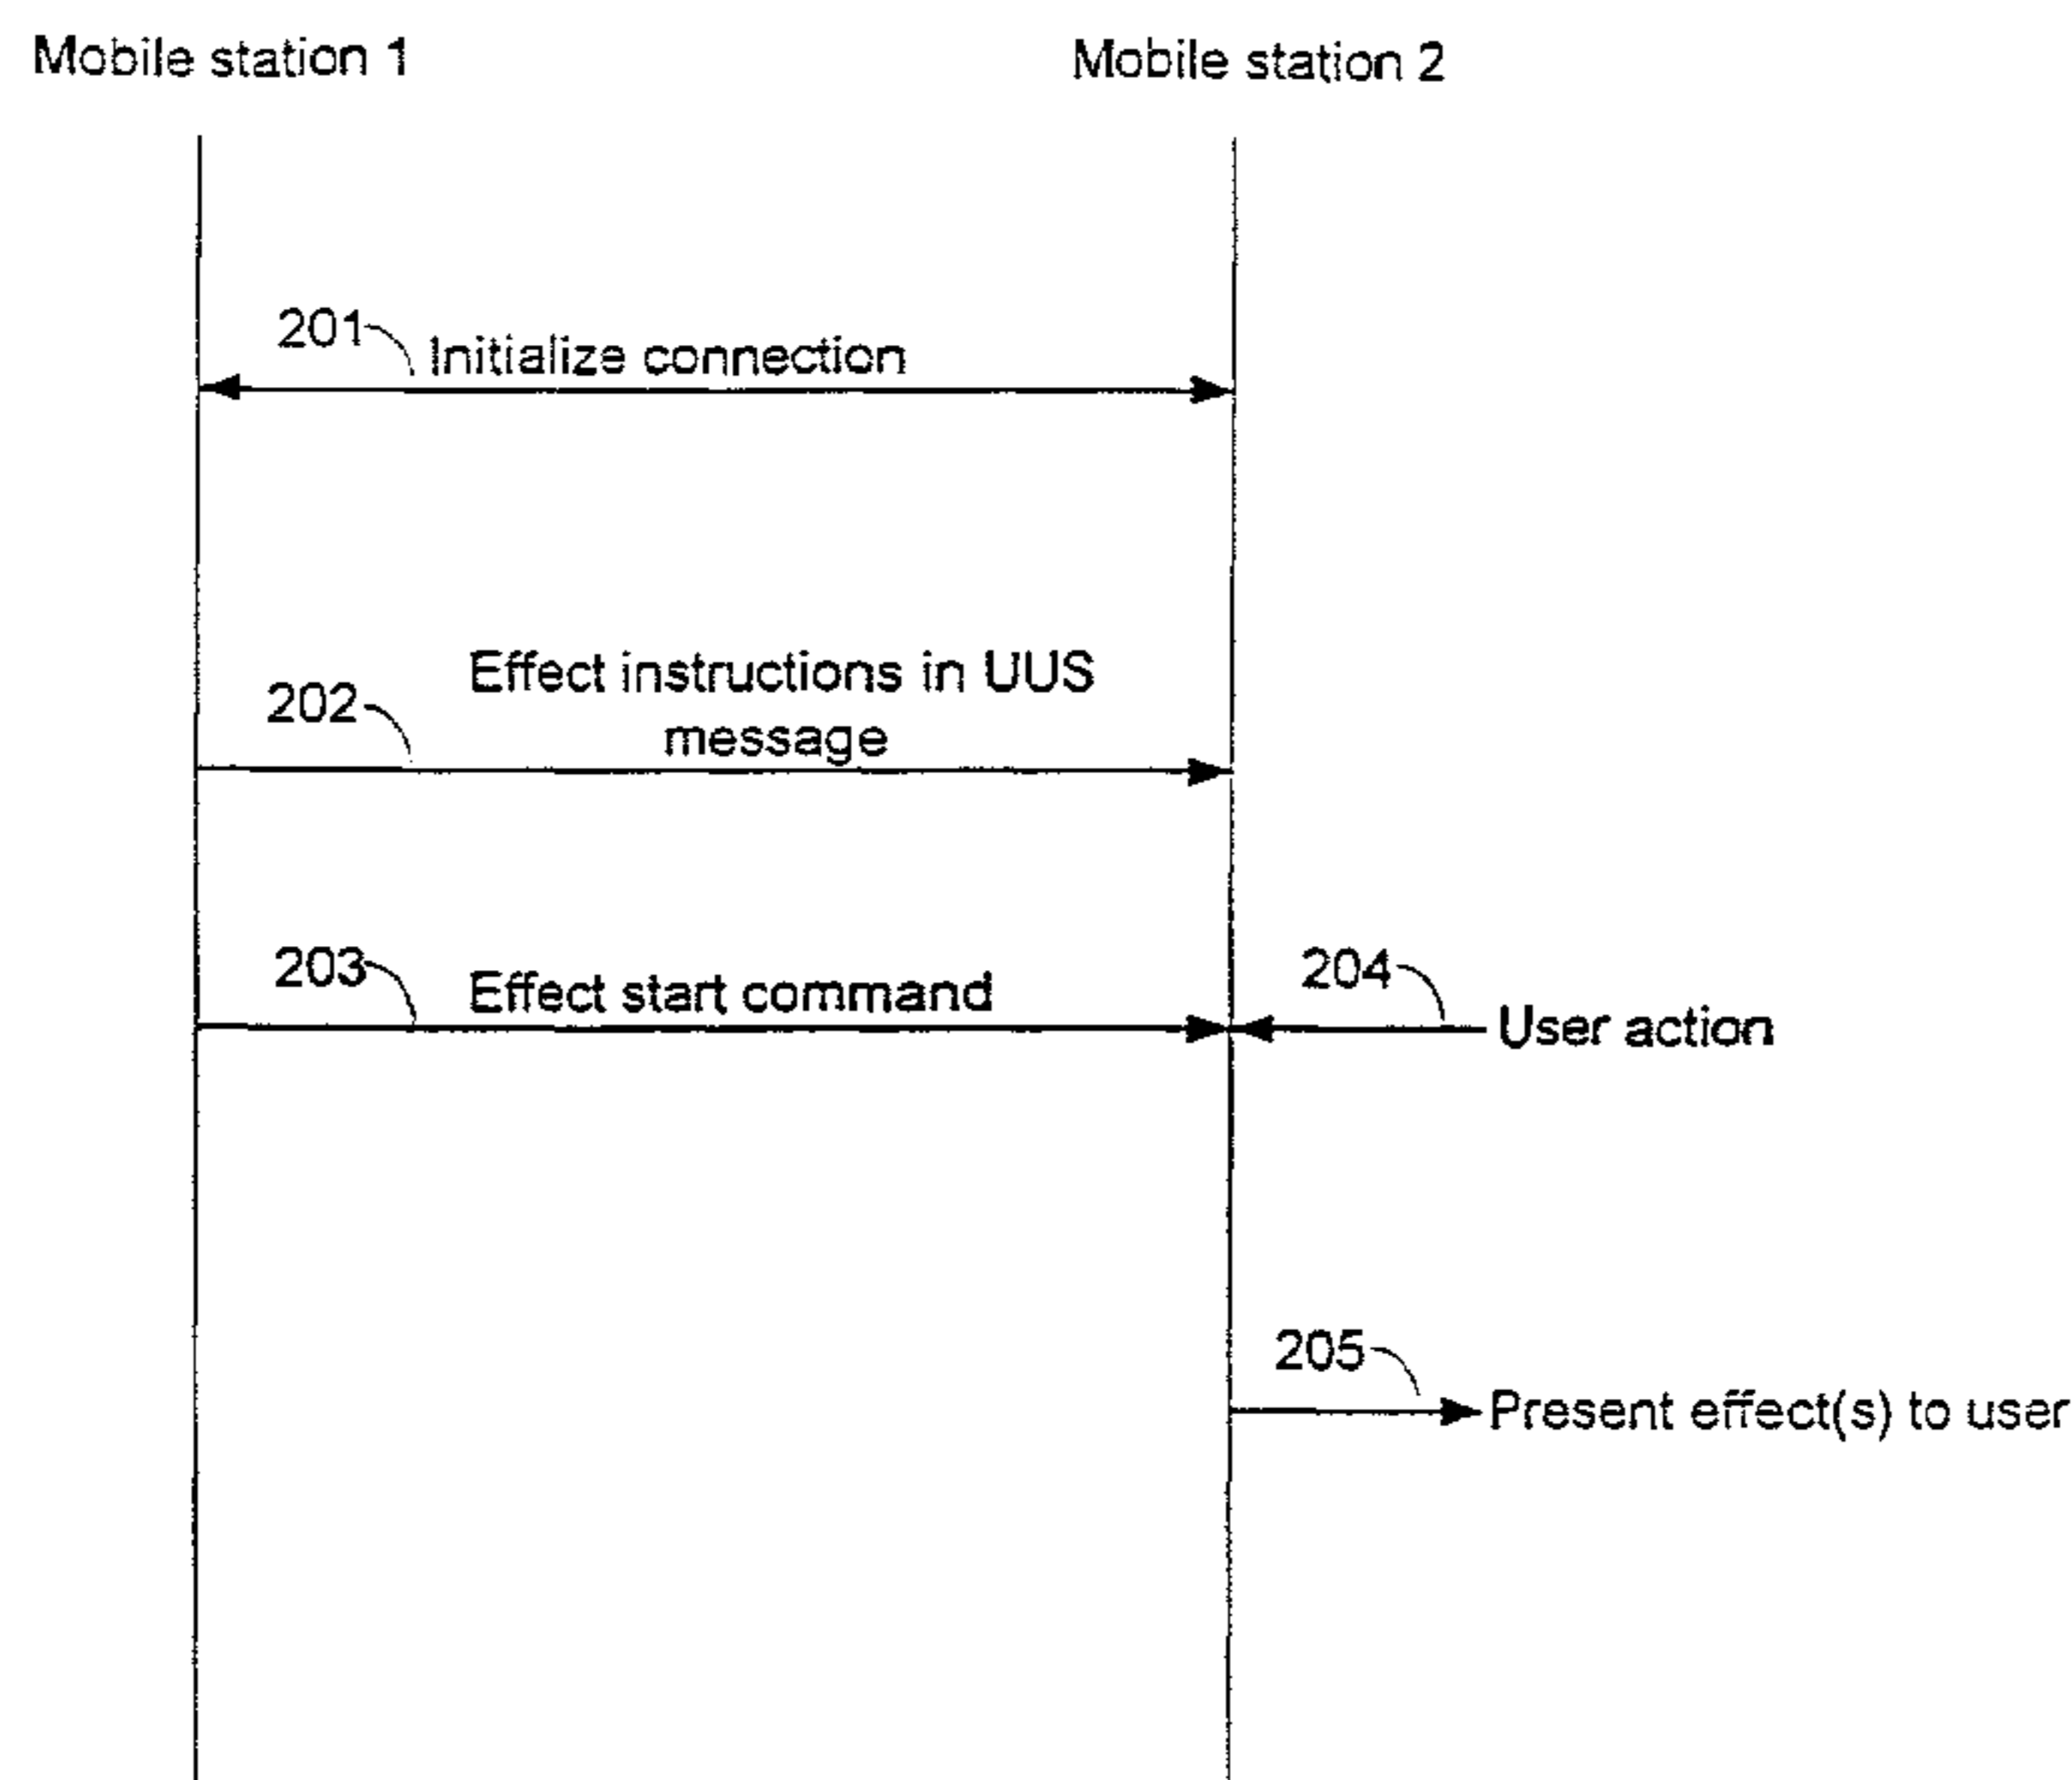 Mobile station 1
Mobile station 2
201
Initialize connection
Effect instructions in UUS
202
message
203
Effect start command
204
User action
205
Present effect(s) to user